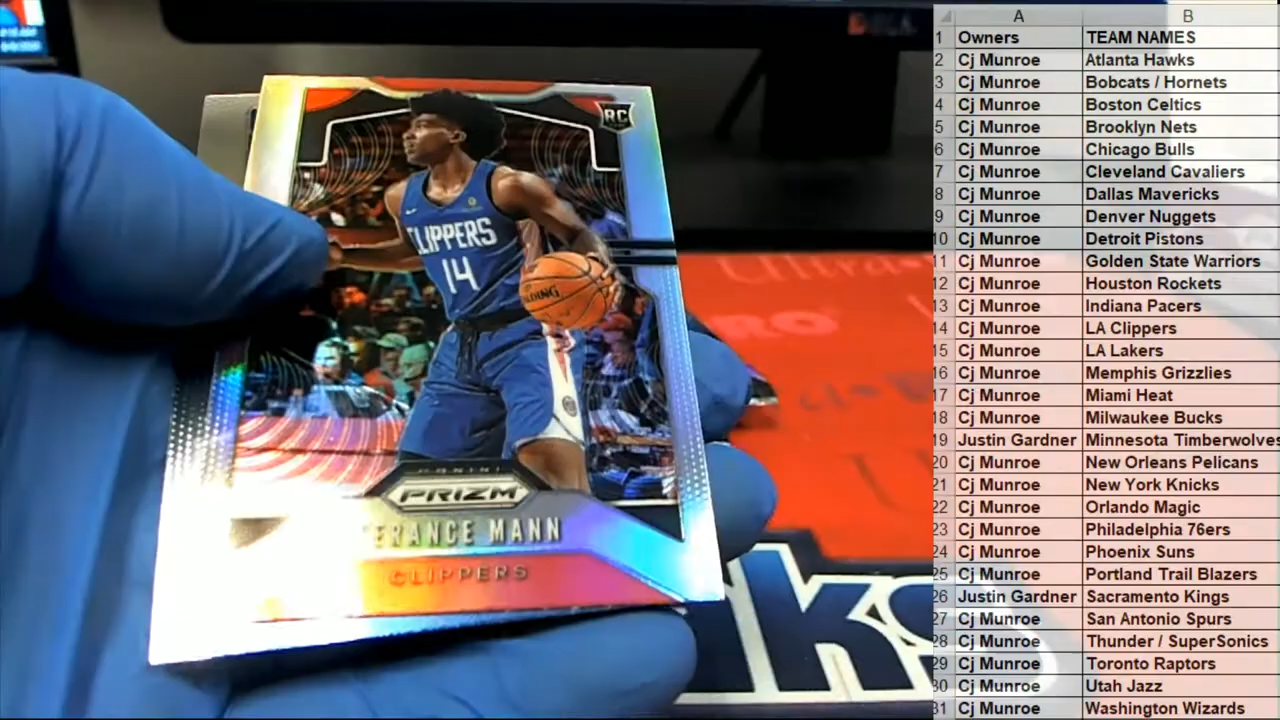 RC
CLIPPERS
14
SPALDING
PANINI
PRIZM
TERANCE MANN
CLIPPERS
A B
1 Owners TEAM NAMES
2 Cj Munroe Atlanta Hawks
3 Cj Munroe Bobcats / Hornets
4 Cj Munroe Boston Celtics
5 Cj Munroe Brooklyn Nets
6 Cj Munroe Chicago Bulls
7 Cj Munroe Cleveland Cavaliers
8 Cj Munroe Dallas Mavericks
9 Cj Munroe Denver Nuggets
10 Cj Munroe Detroit Pistons
11 Cj Munroe Golden State Warriors
12 Cj Munroe Houston Rockets
13 Cj Munroe Indiana Pacers
14 Cj Munroe LA Clippers
15 Cj Munroe LA Lakers
16 Cj Munroe Memphis Grizzlies
17 Cj Munroe Miami Heat
18 Cj Munroe Milwaukee Bucks
19 Justin Gardner Minnesota Timberwolves
20 Cj Munroe New Orleans Pelicans
21 Cj Munroe New York Knicks
22 Cj Munroe Orlando Magic
23 Cj Munroe Philadelphia 76ers
24 Cj Munroe Phoenix Suns
25 Cj Munroe Portland Trail Blazers
26 Justin Gardner Sacramento Kings
27 Cj Munroe San Antonio Spurs
28 Cj Munroe Thunder / SuperSonics
29 Cj Munroe Toronto Raptors
30 Cj Munroe Utah Jazz
31 Cj Munroe Washington Wizards